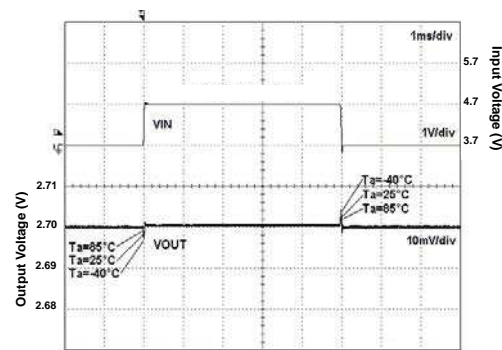 1ms/div
5.7
4.7
VIN
1V/div
3.7
Input Voltage (V)
2.71
Ta=-40°C
Ta=25°C
Ta=85°C
2.70
Ta=85°C
VOUT
10mV/div
Ta=25°C
2.69
Ta=-40°C
2.68
Output Voltage (V)